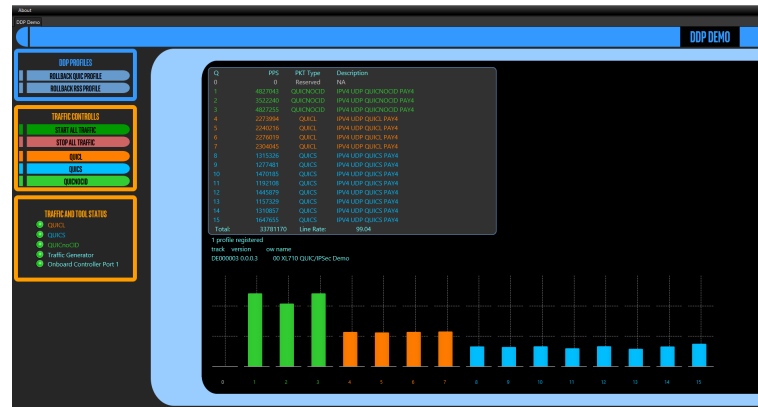 About
DDP Demo
DDP DEMO
DDP PROFILES
ROLLBACK QUIC PROFILE
ROLLBACK RSS PROFILE
TRAFFIC CONTROLLS
START ALL TRAFFIC
STOP ALL TRAFFIC
QUICL
QUICS
QUICNOCID
TRAFFIC AND TOOL STATUS
QUICL
QUICS
QUICnoCID
Traffic Generator
Onboard Controller Port 1
Q PPS PKT Type Description
0 0 Reserved NA
1 4827043 QUICNOCID IPV4 UDP QUICNOCID PAY4
2 3522240 QUICNOCID IPV4 UDP QUICNOCID PAY4
3 4827255 QUICNOCID IPV4 UDP QUICNOCID PAY4
4 2273994 QUICL IPV4 UDP QUICL PAY4
5 2240216 QUICL IPV4 UDP QUICL PAY4
6 2276019 QUICL IPV4 UDP QUICL PAY4
7 2304045 QUICL IPV4 UDP QUICL PAY4
8 1315326 QUICS IPV4 UDP QUICS PAY4
9 1277481 QUICS IPV4 UDP QUICS PAY4
10 1470185 QUICS IPV4 UDP QUICS PAY4
11 1192108 QUICS IPV4 UDP QUICS PAY4
12 1445879 QUICS IPV4 UDP QUICS PAY4
13 1157329 QUICS IPV4 UDP QUICS PAY4
14 1310857 QUICS IPV4 UDP QUICS PAY4
15 1647655 QUICS IPV4 UDP QUICS PAY4
Total: 33781170 Line Rate: 99.04
1 profile registered
track version ow name
DE000003 0.0.0.3 00 XL710 QUIC/IPSec Demo
0 1 2 3 4 5 6 7 8 9 10 11 12 13 14 15